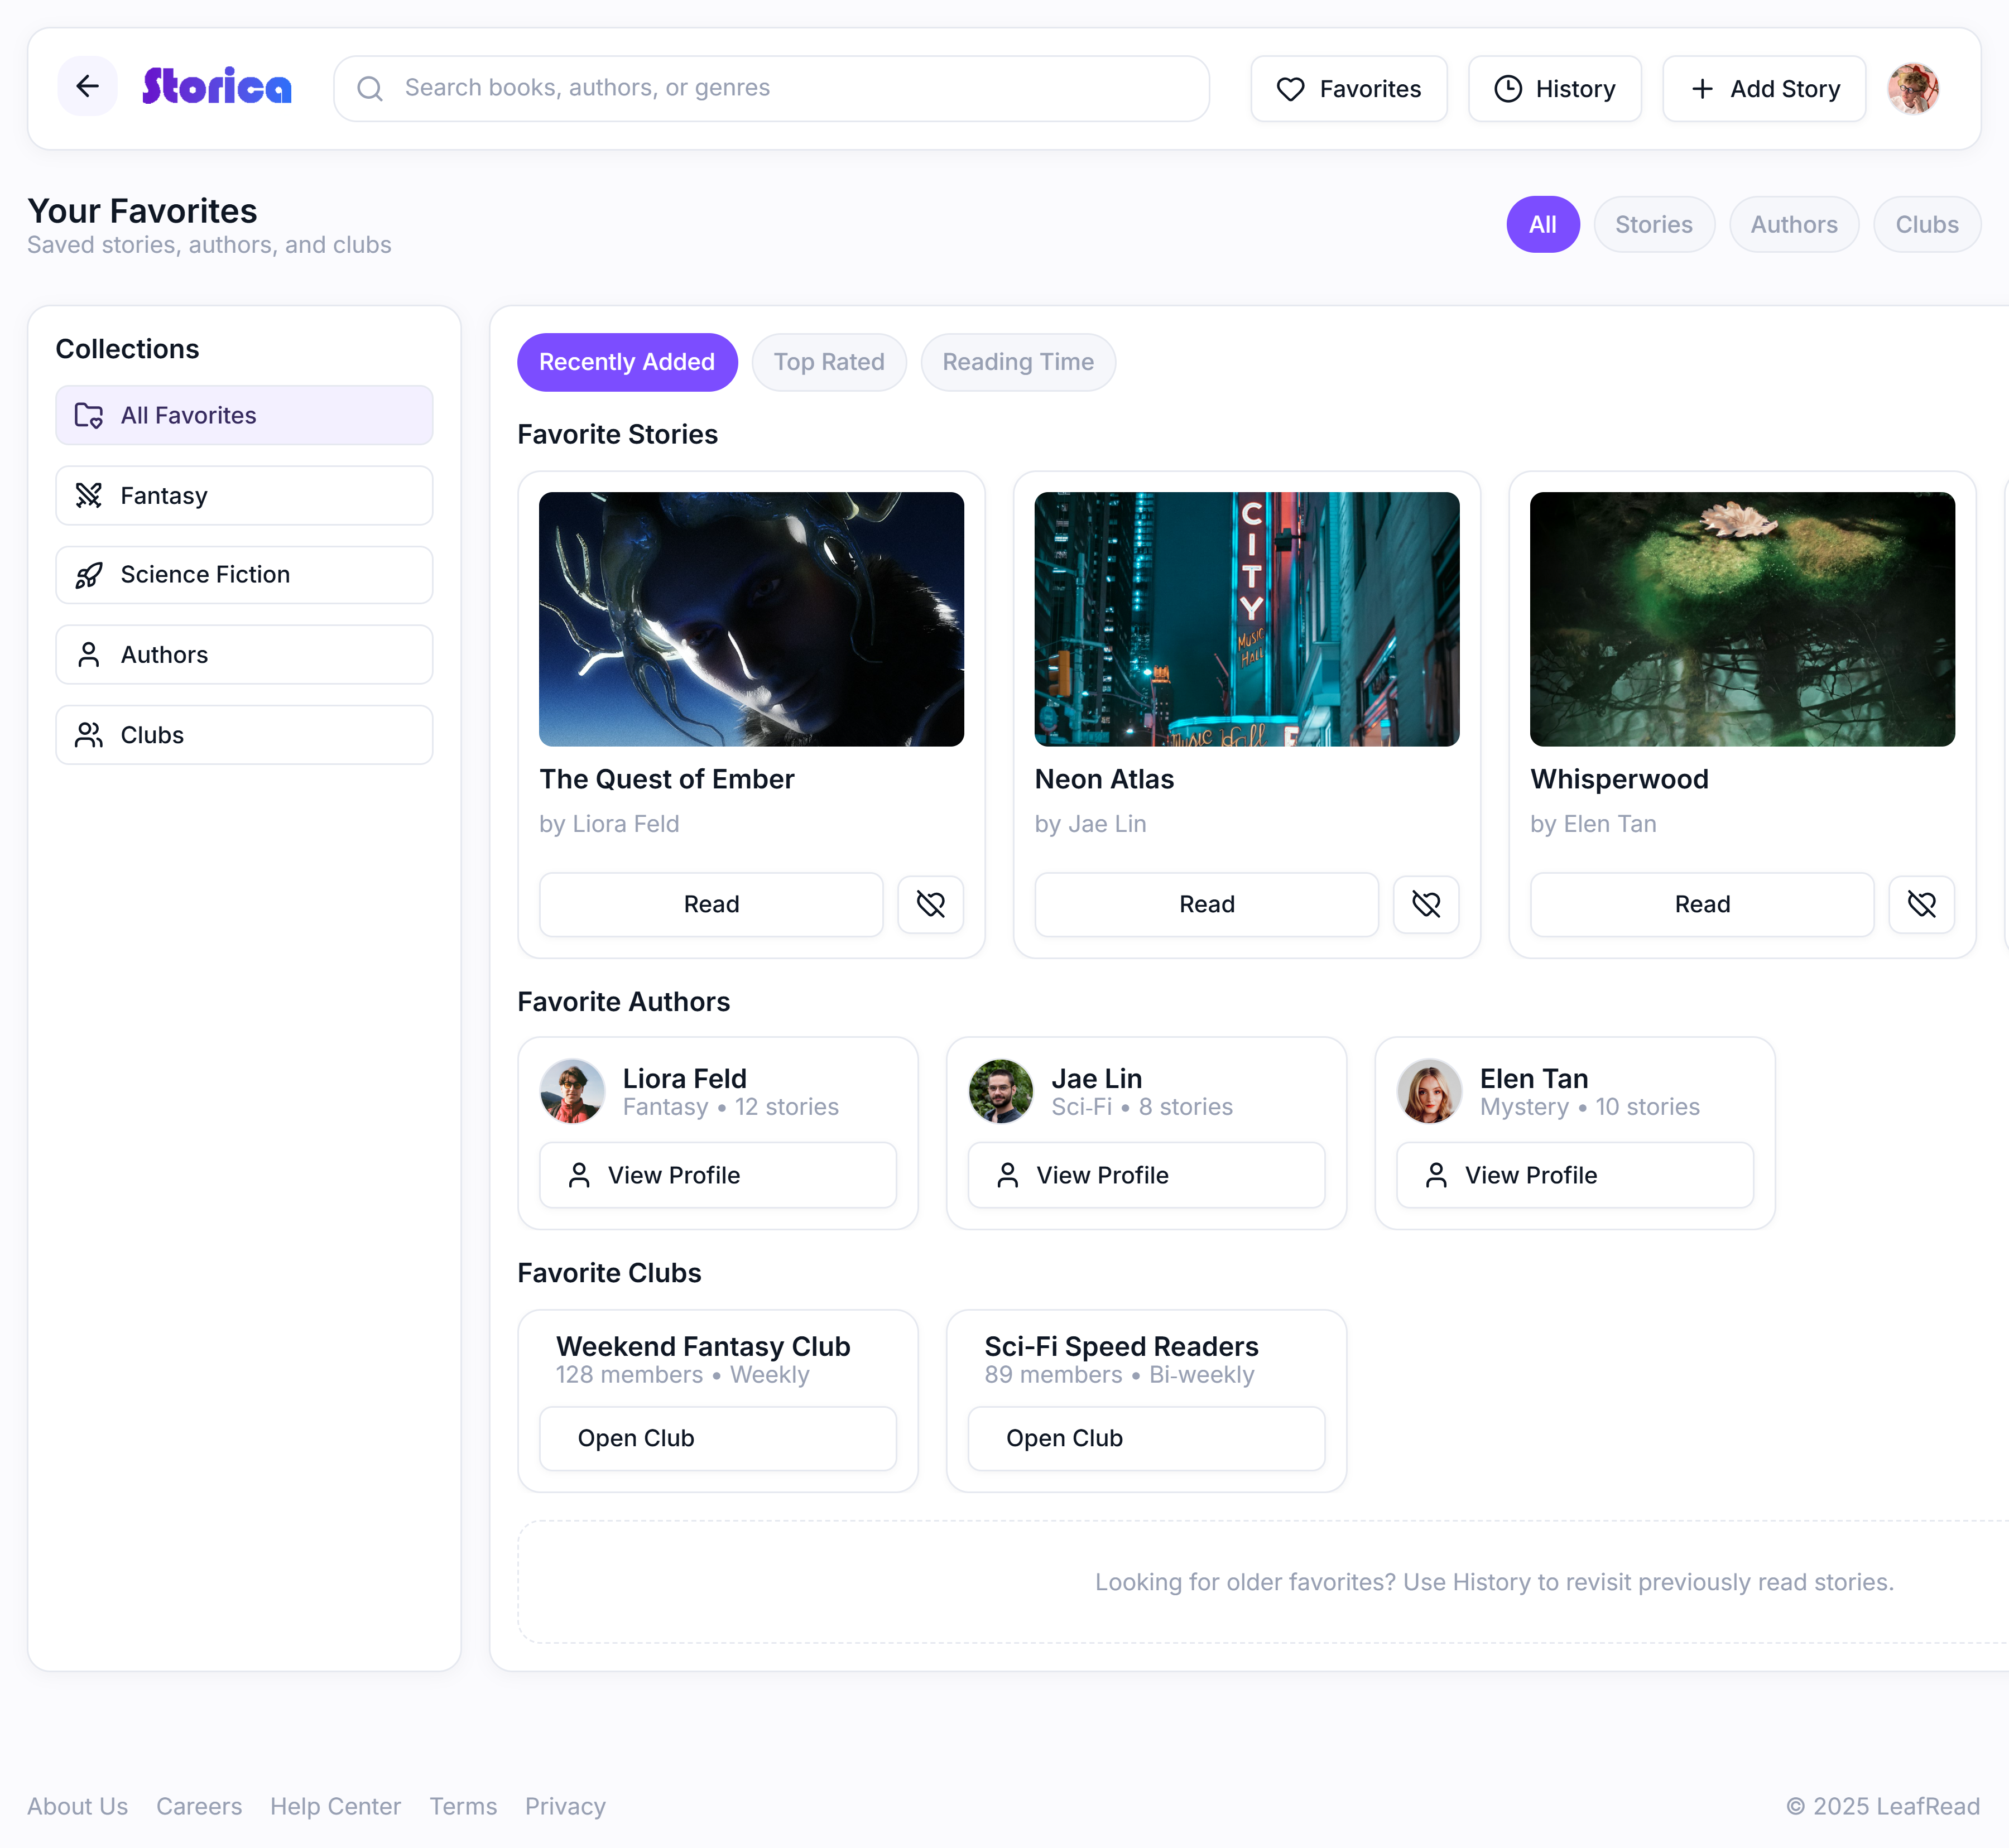 Storica
Search books, authors, or genres
Favorites
History
Add Story
Your Favorites
Saved stories, authors, and clubs
All
Stories
Authors
Clubs
Collections
All Favorites
Fantasy
Science Fiction
Authors
Clubs
Recently Added
Top Rated
Reading Time
Favorite Stories
CITY
MUSIC
HALL
Music Hall
The Quest of Ember
by Liora Feld
Read
Neon Atlas
by Jae Lin
Read
Whisperwood
by Elen Tan
Read
Favorite Authors
Liora Feld
Fantasy • 12 stories
View Profile
Jae Lin
Sci-Fi • 8 stories
View Profile
Elen Tan
Mystery • 10 stories
View Profile
Favorite Clubs
Weekend Fantasy Club
128 members • Weekly
Open Club
Sci-Fi Speed Readers
89 members • Bi-weekly
Open Club
Looking for older favorites? Use History to revisit previously read stories.
About Us
Careers
Help Center
Terms
Privacy
© 2025 LeafRead